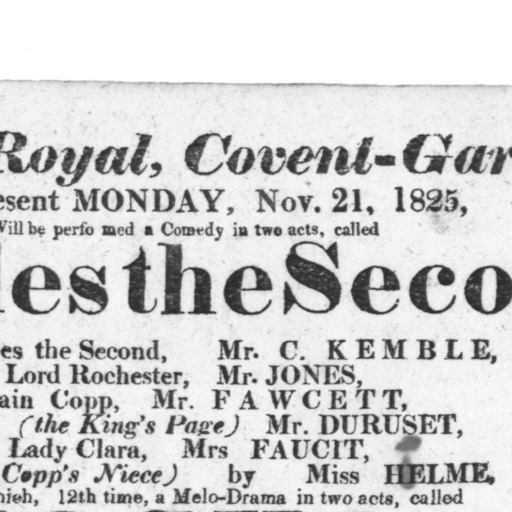 Royal, Covent-Gar
esent MONDAY, Nov. 21, 1825,
Will be perfo med a Comedy in two acts, called
lestheSeco
es the Second, Mr. C. KEMBLE,
Lord Rochester, Mr. JONES,
ain Copp, Mr. FAWCETT,
(the King's Page) Mr. DURUSET,
Lady Clara, Mrs FAUCIT,
Copp's Niece) by Miss HELME,
hich, 12th time, a Melo-Drama in two acts, called